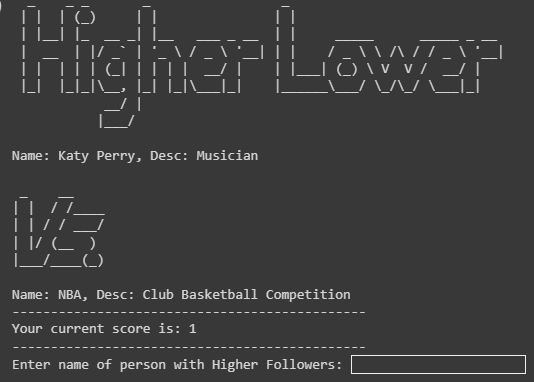 Higher Lower
Name: Katy Perry, Desc: Musician
Vs.
Name: NBA, Desc: Club Basketball Competition
----------------------------------------------
Your current score is: 1
----------------------------------------------
Enter name of person with Higher Followers: